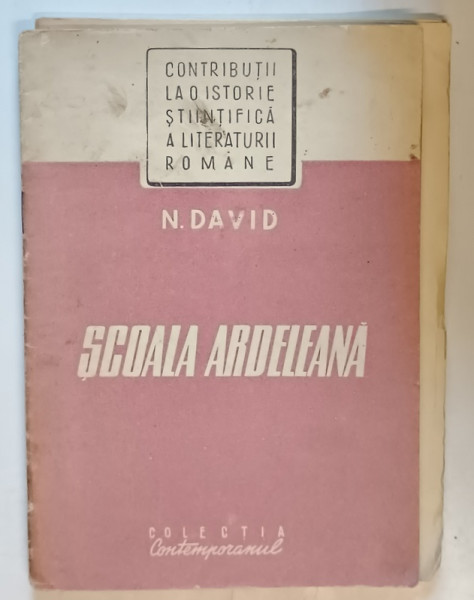 CONTRIBUȚII
LA O ISTORIE
ȘTIINȚIFICĂ
A LITERATURII
ROMÂNE
N. DAVID
ȘCOALA ARDELEANĂ
COLECȚIA
Contemporanul